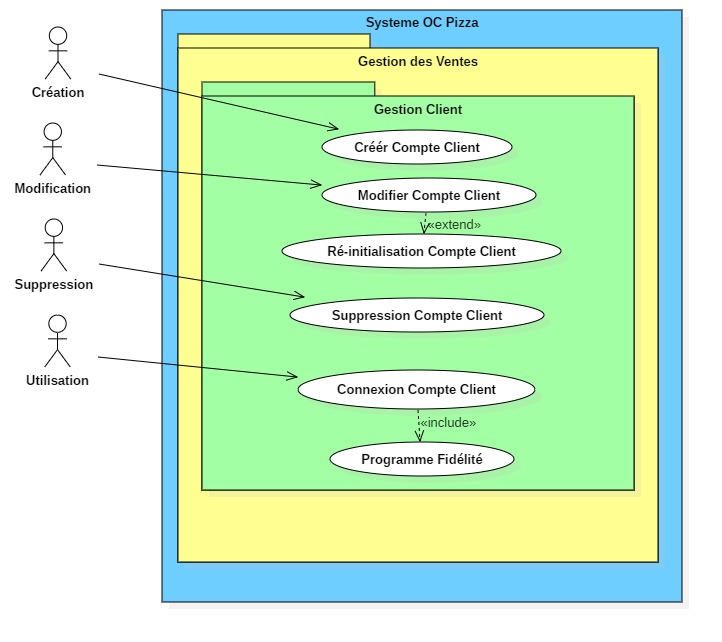 Systeme OC Pizza
Gestion des Ventes
Gestion Client
Création
Créér Compte Client
Modification
Modifier Compte Client
«extend»
Ré-initialisation Compte Client
Suppression
Suppression Compte Client
Utilisation
Connexion Compte Client
«include»
Programme Fidélité